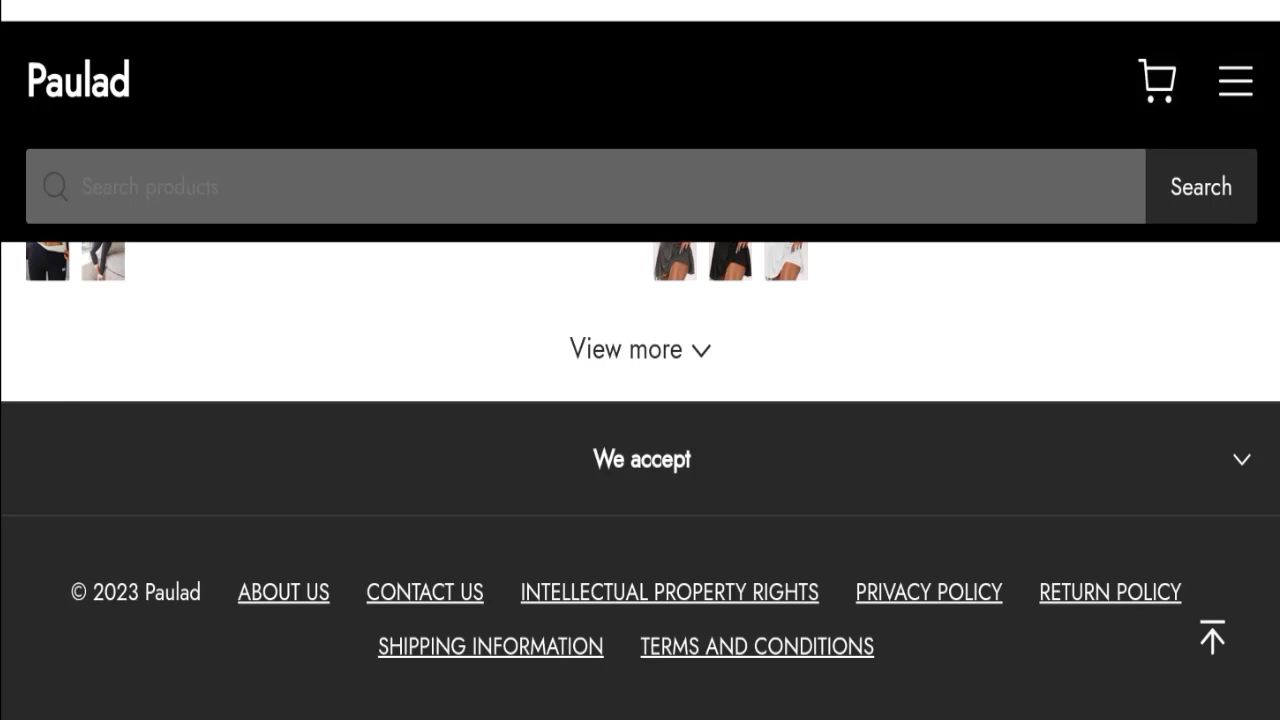 Paulad
Search products
Search
View more
We accept
© 2023 Paulad ABOUT US CONTACT US INTELLECTUAL PROPERTY RIGHTS PRIVACY POLICY RETURN POLICY
SHIPPING INFORMATION TERMS AND CONDITIONS